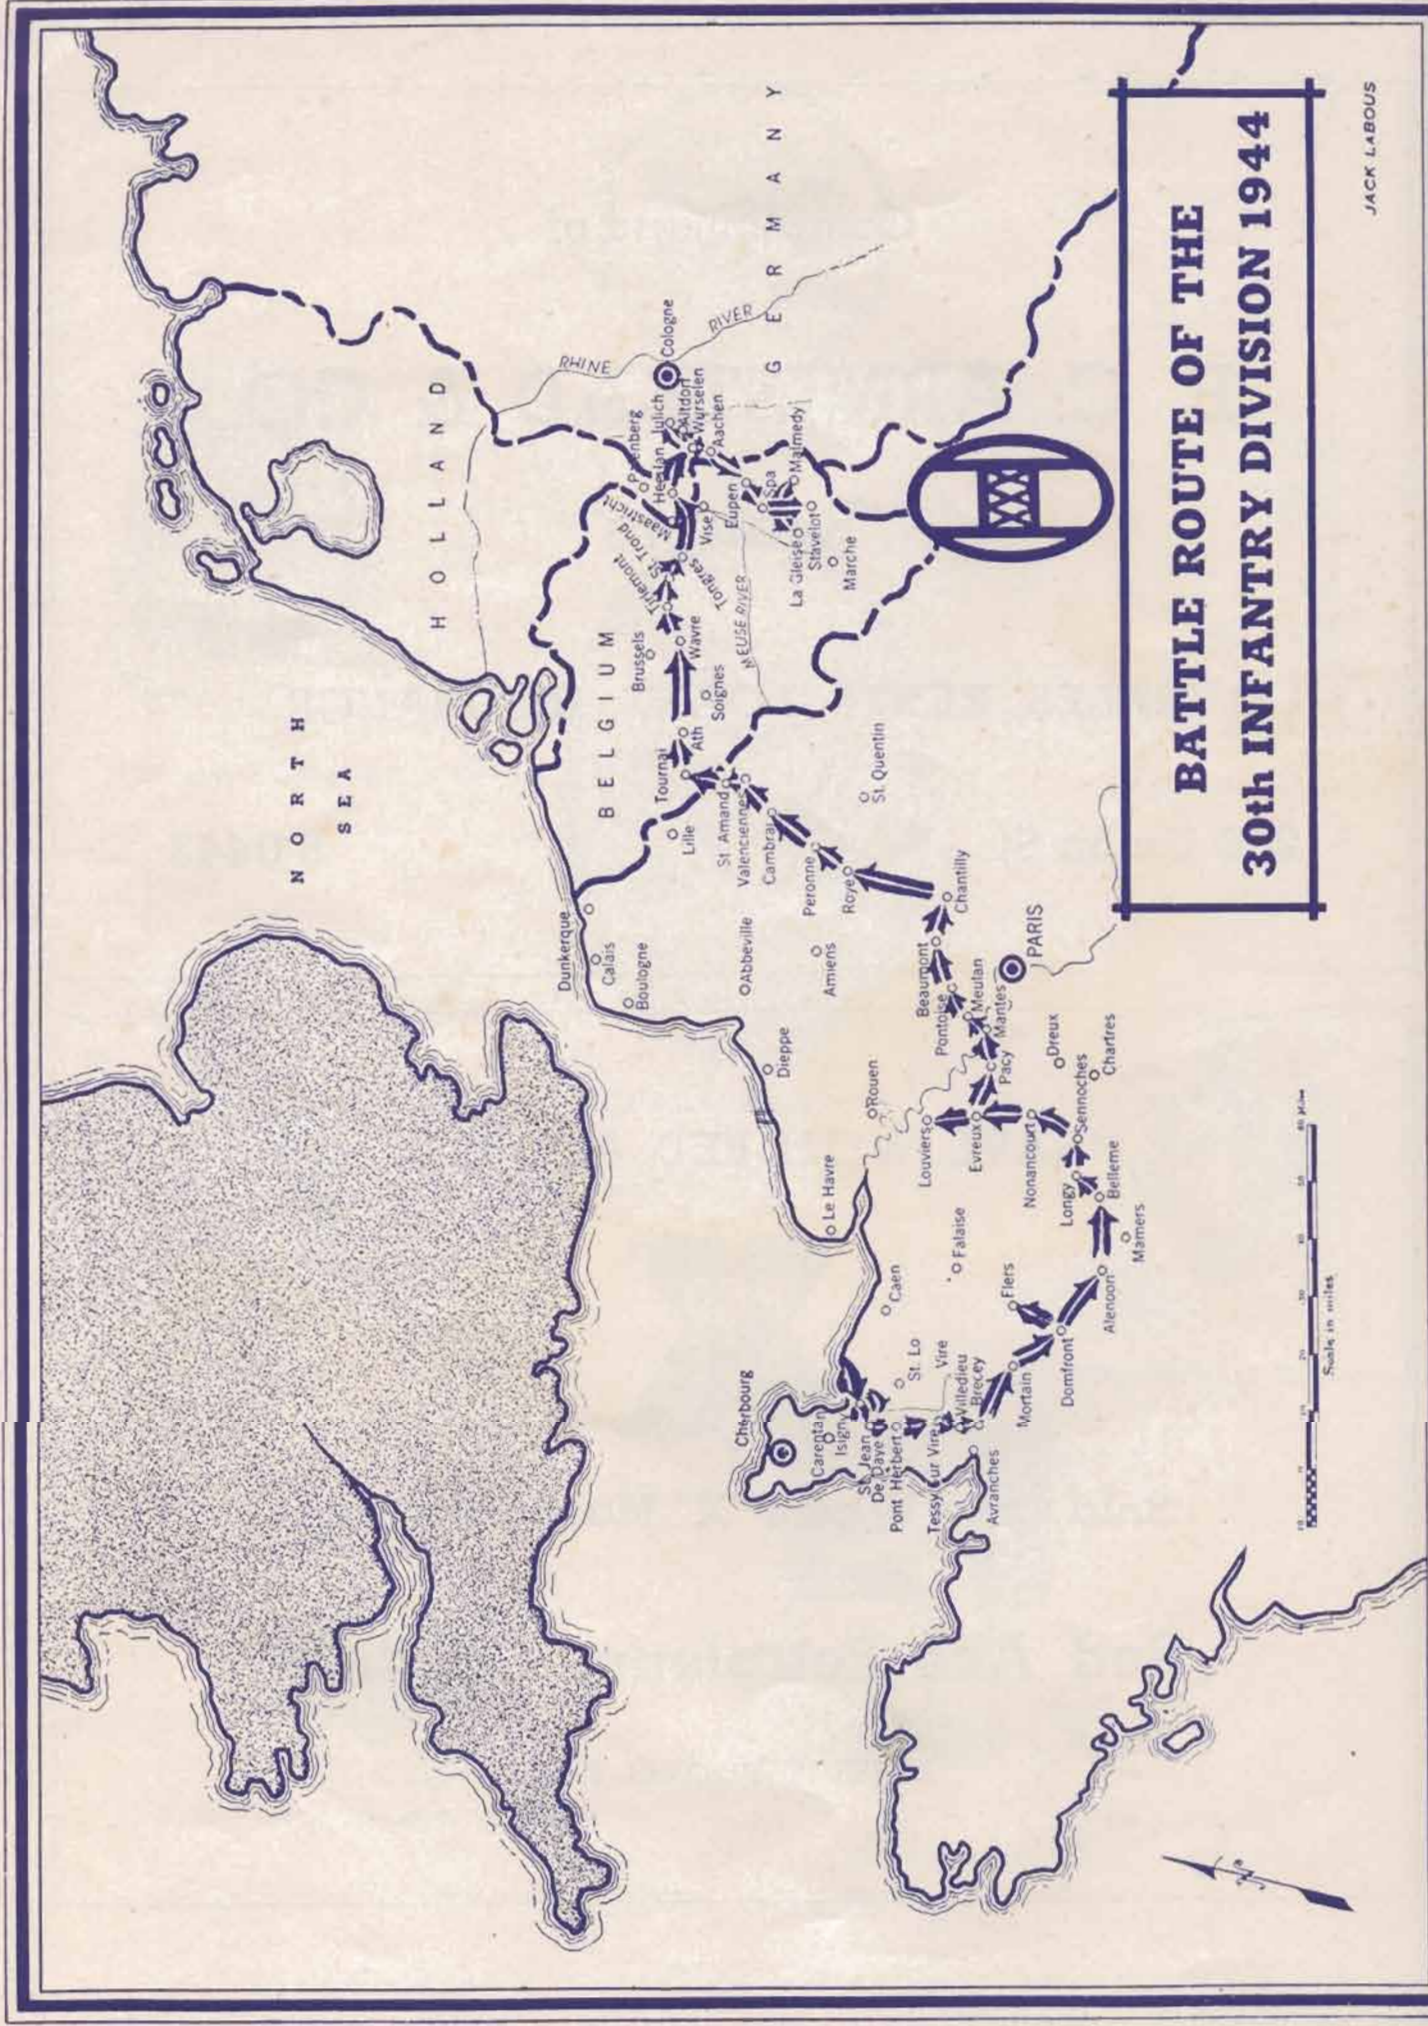 NORTH
SEA
HOLLAND
BELGIUM
GERMANY
RHINE
RIVER
MEUSE RIVER
Cologne
Julich
Altdorf
Wurselen
Aachen
Maastricht
St. Trond
Tirlemont
Tongres
Vise
Eupen
Spa
Malmedy
La Gleise
Stavelot
Marche
Brussels
Wavre
Soignes
Ath
Tournai
Lille
St. Amand
Valenciennes
Cambrai
St. Quentin
Peronne
Roye
Chantilly
Dunkerque
Calais
Boulogne
Abbeville
Amiens
Dieppe
Beaumont
Pontoise
Meulan
Mantes
PARIS
Pacy
Dreux
Chartres
Rouen
Louviers
Evreux
Nonancourt
Sennoches
Longy
Belleme
Mamers
Le Havre
Caen
Falaise
Flers
Alencon
Domfront
Mortain
Cherbourg
Carentan
Isigny
St. Jean
De Daye
Pont Hebert
St. Lo
Vire
Tessy sur Vire
Villedieu
Brecey
Avranches
Scale in miles
BATTLE ROUTE OF THE
30th INFANTRY DIVISION 1944
JACK LABOUS